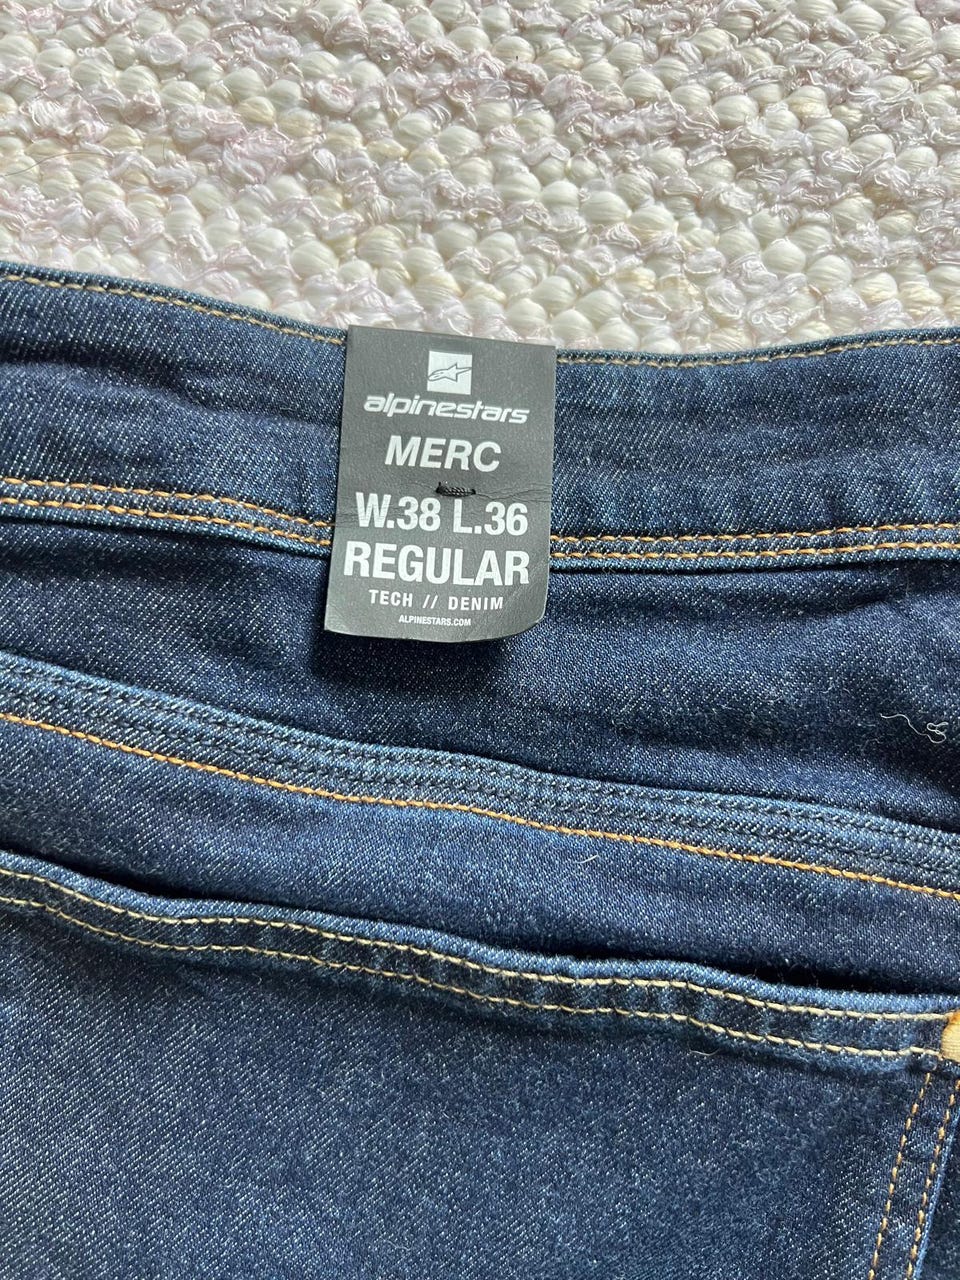 alpinestars
MERC
W.38 L.36
REGULAR
TECH // DENIM
ALPINESTARS.COM